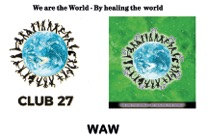 We are the World - By healing the world
CLUB 27
WAW